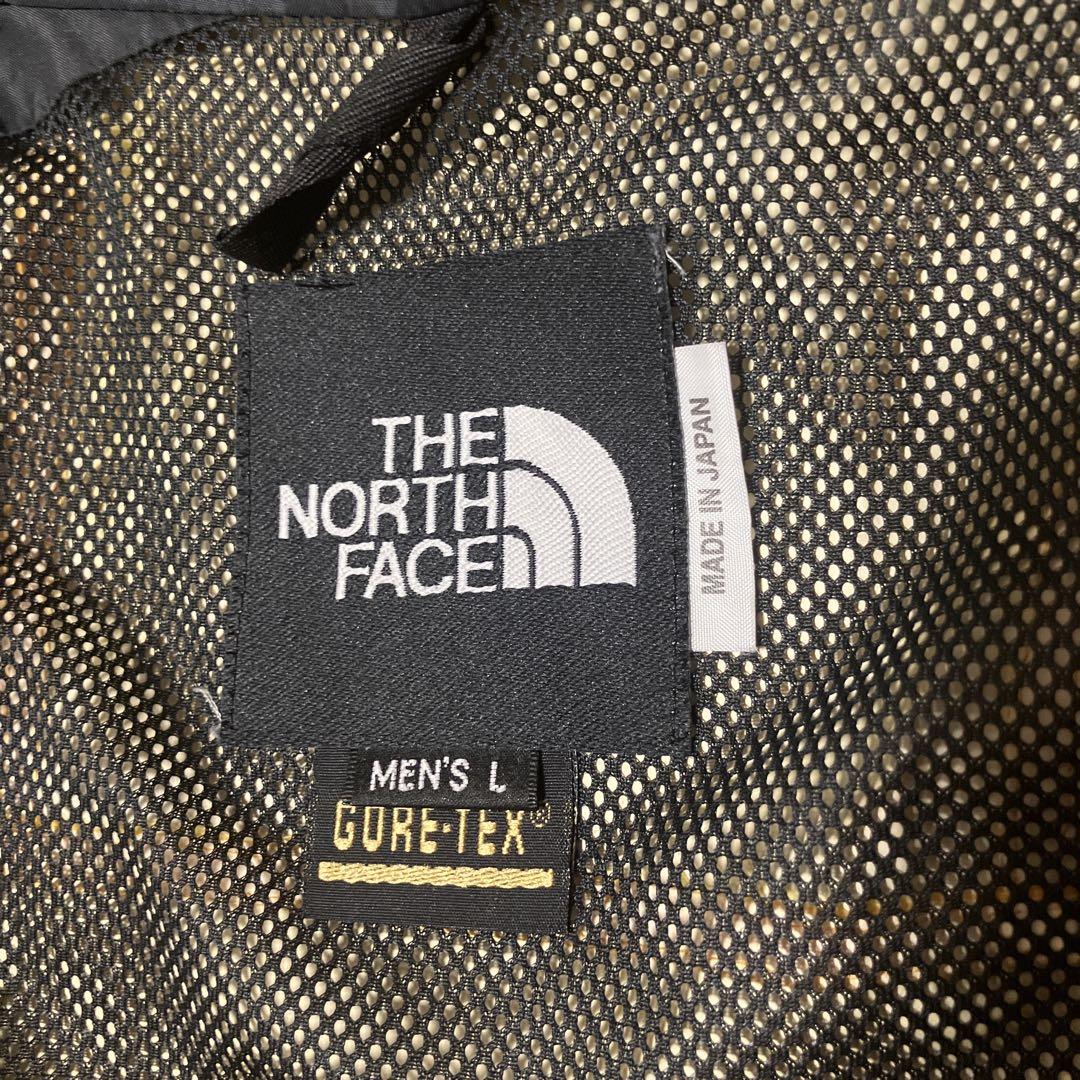 THE
NORTH
FACE
MADE IN JAPAN
MEN'S L
GORE-TEX®